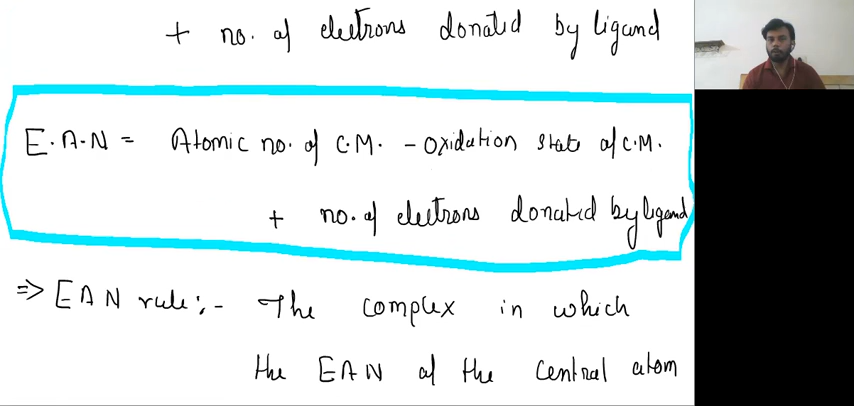 + no. of electrons donated by ligand
E.A.N = Atomic no. of C.M. - Oxidation State of C.M.
+ no. of electrons donated by ligand
⇒ EAN rule:- The complex in which
the EAN of the central atom